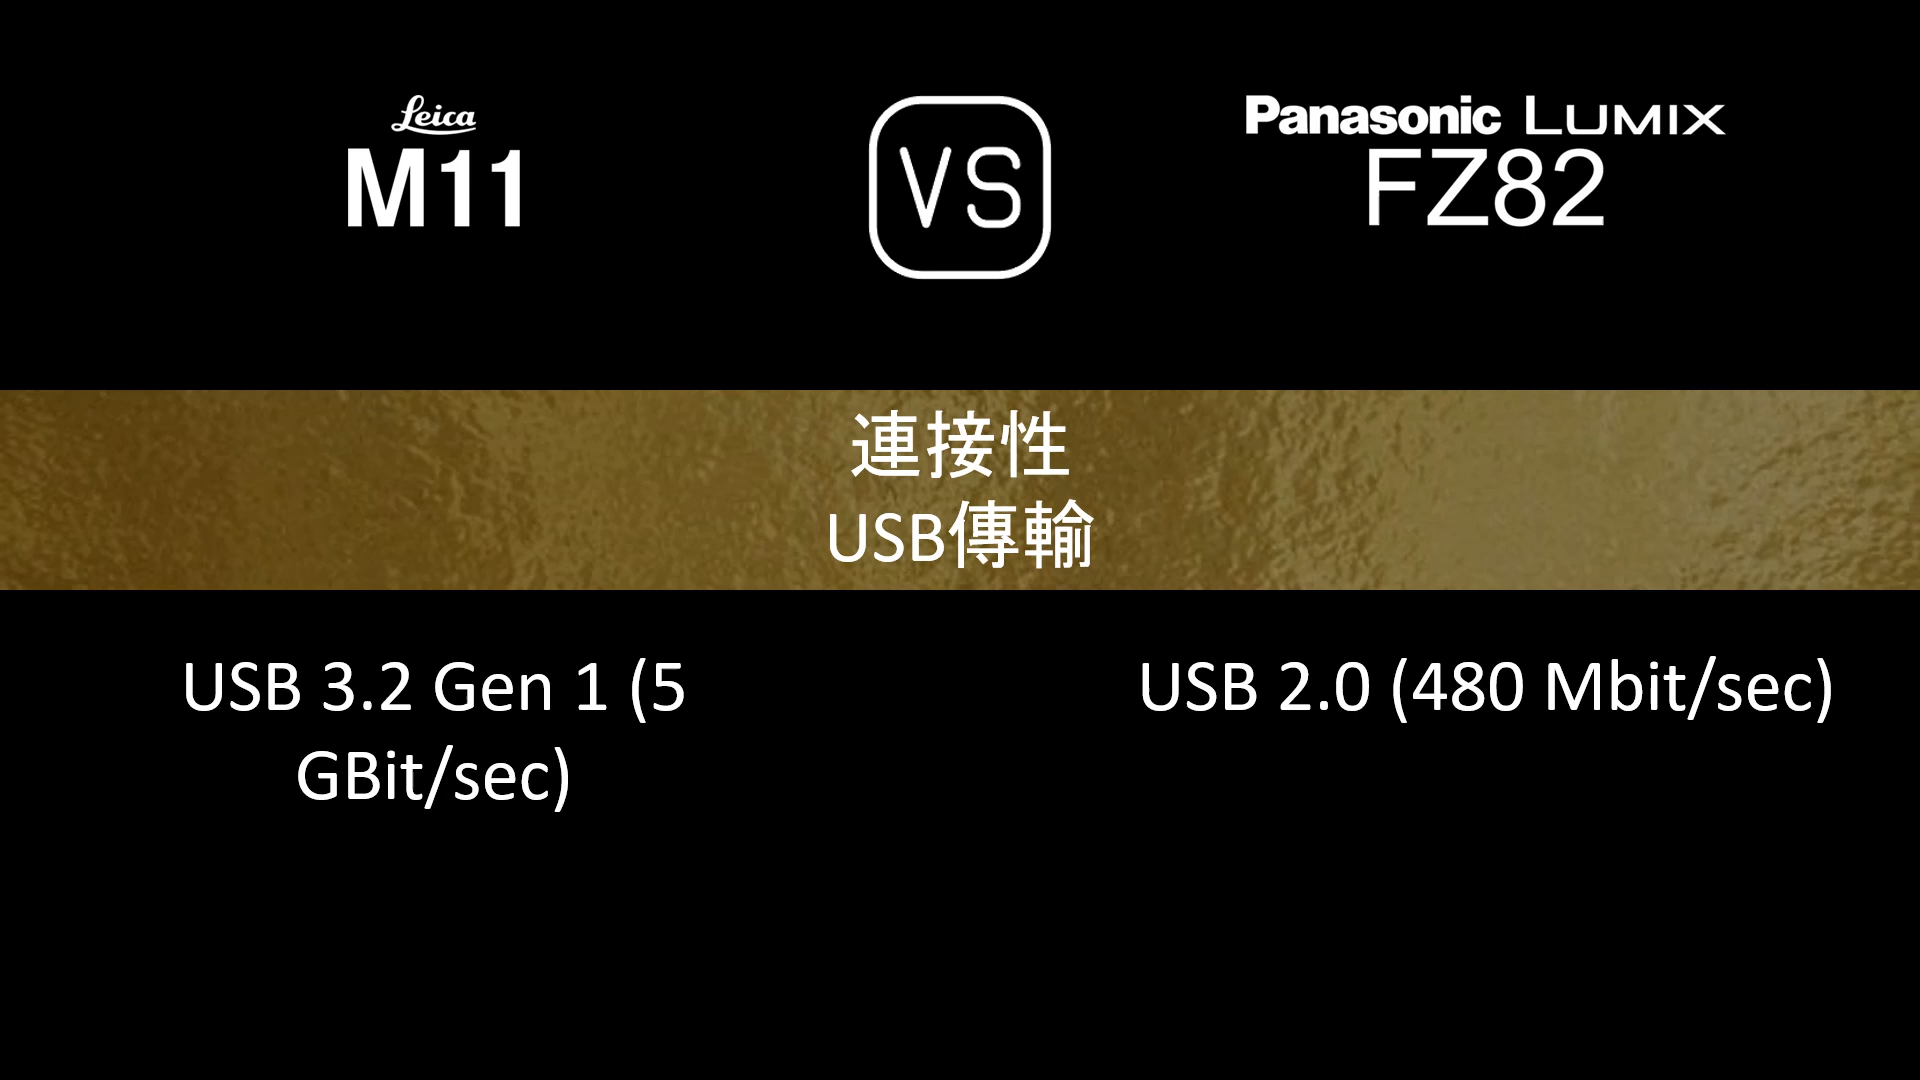 Leica
M11
VS
Panasonic LUMIX
FZ82
連接性
USB傳輸
USB 3.2 Gen 1 (5
GBit/sec)
USB 2.0 (480 Mbit/sec)